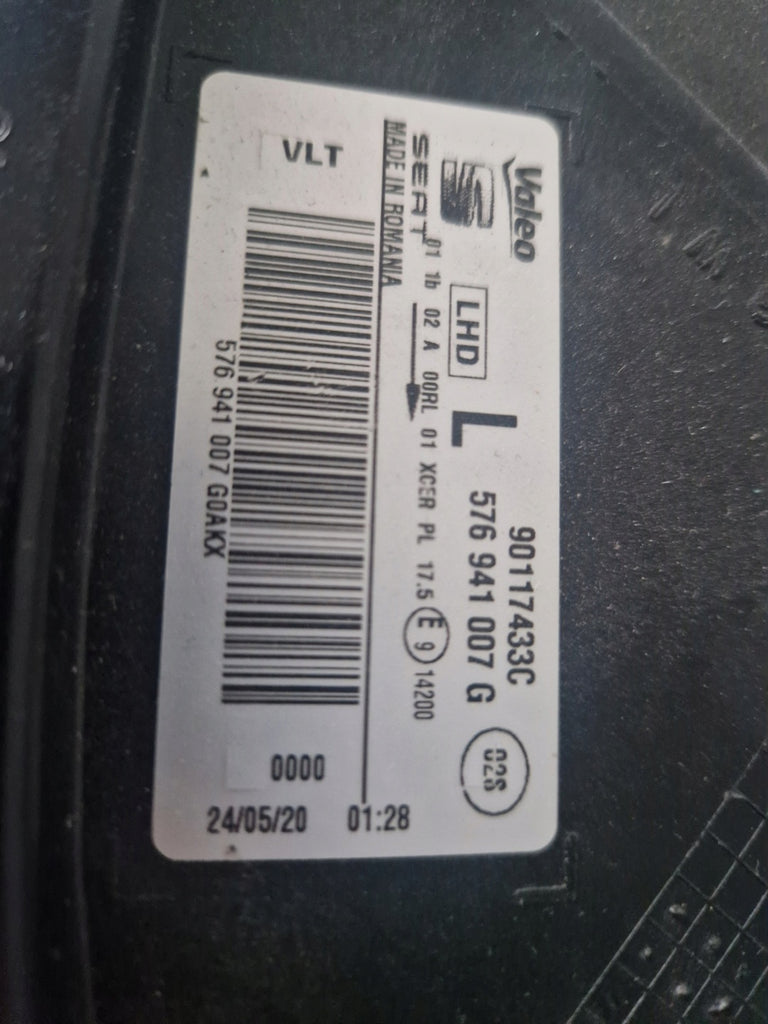 Valeo
90117433C
LHD L 576 941 007 G
SEAT
01 1b 02 A 00RL 01 XCER PL 17.5 E 9 14200
MADE IN ROMANIA
VLT
0000
576 941 007 G0AKX
24/05/20 01:28